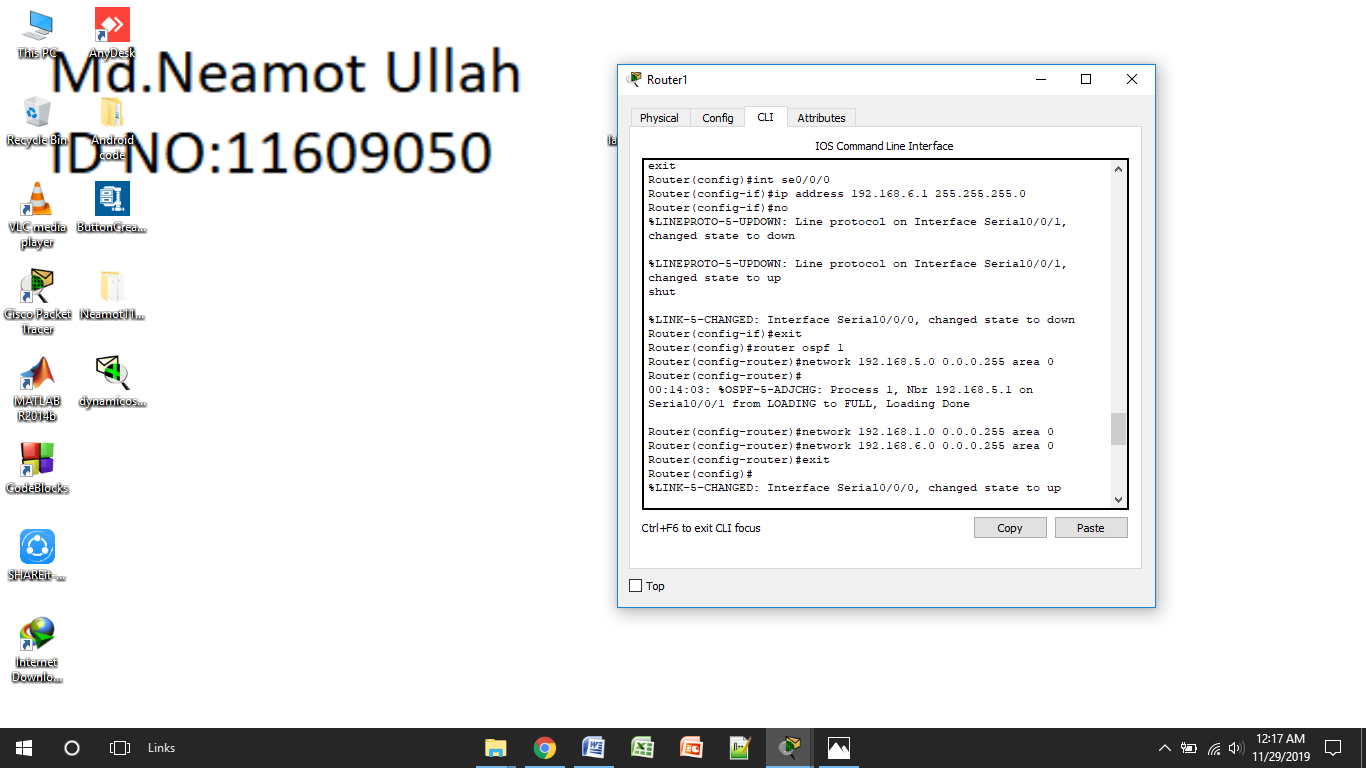 This PC
AnyDesk
Md.Neamot Ullah
Recycle Bin
Android code
ID NO:11609050
VLC media player
ButtonCrea...
Cisco Packet Tracer
Neamot11...
MATLAB R2014b
dynamicos...
CodeBlocks
SHAREit-...
Internet Downlo...
la
Router1
Physical
Config
CLI
Attributes
IOS Command Line Interface
exit
Router(config)#int se0/0/0
Router(config-if)#ip address 192.168.6.1 255.255.255.0
Router(config-if)#no
%LINEPROTO-5-UPDOWN: Line protocol on Interface Serial0/0/1,
changed state to down
%LINEPROTO-5-UPDOWN: Line protocol on Interface Serial0/0/1,
changed state to up
shut
%LINK-5-CHANGED: Interface Serial0/0/0, changed state to down
Router(config-if)#exit
Router(config)#router ospf 1
Router(config-router)#network 192.168.5.0 0.0.0.255 area 0
Router(config-router)#
00:14:03: %OSPF-5-ADJCHG: Process 1, Nbr 192.168.5.1 on
Serial0/0/1 from LOADING to FULL, Loading Done
Router(config-router)#network 192.168.1.0 0.0.0.255 area 0
Router(config-router)#network 192.168.6.0 0.0.0.255 area 0
Router(config-router)#exit
Router(config)#
%LINK-5-CHANGED: Interface Serial0/0/0, changed state to up
Ctrl+F6 to exit CLI focus
Copy
Paste
Top
Links
12:17 AM
11/29/2019